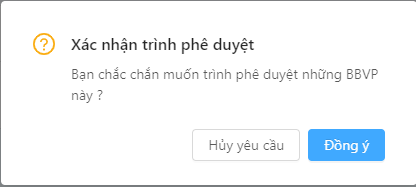 Xác nhận trình phê duyệt
Bạn chắc chắn muốn trình phê duyệt những BBVP
này ?
Hủy yêu cầu
Đồng ý